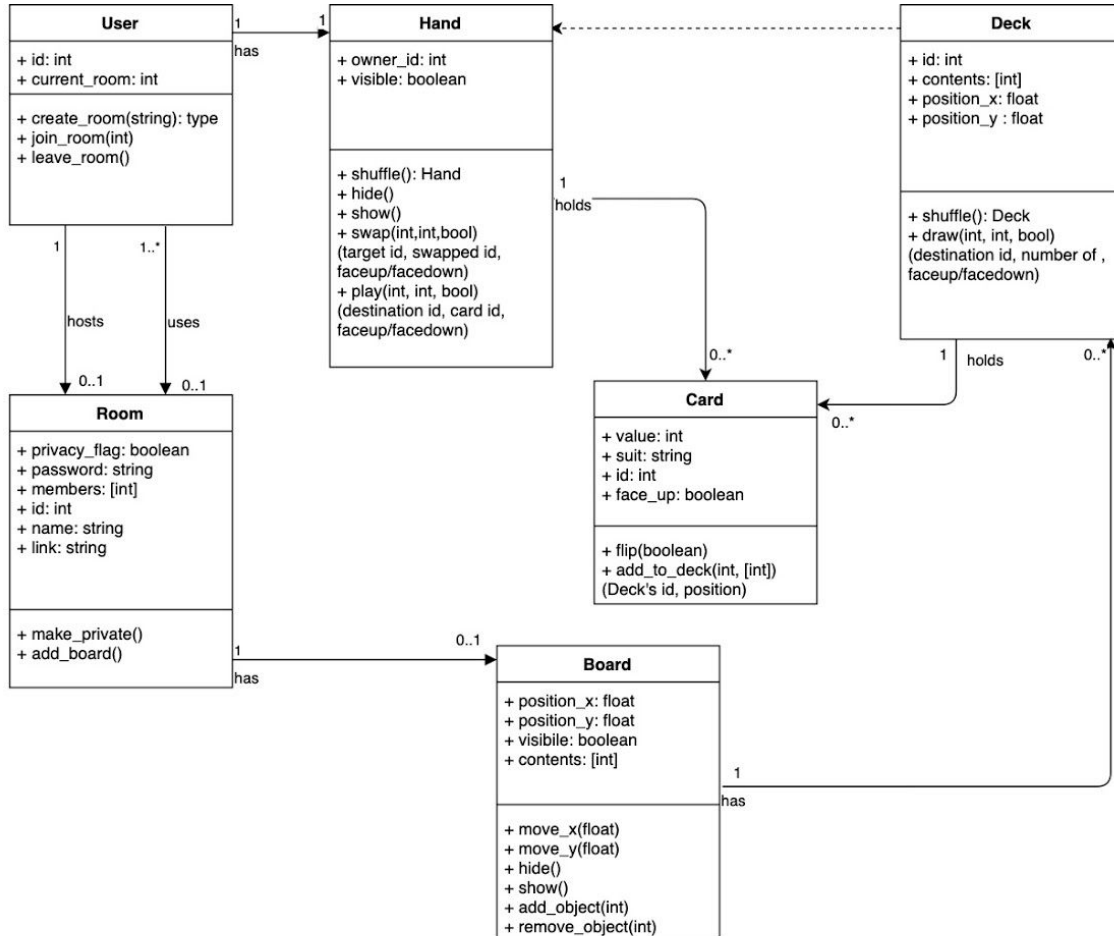 User
+ id: int
+ current_room: int
+ create_room(string): type
+ join_room(int)
+ leave_room()
1
has
1
Hand
+ owner_id: int
+ visible: boolean
+ shuffle(): Hand
+ hide()
+ show()
+ swap(int,int,bool)
(target id, swapped id,
faceup/facedown)
+ play(int, int, bool)
(destination id, card id,
faceup/facedown)
Deck
+ id: int
+ contents: [int]
+ position_x: float
+ position_y : float
+ shuffle(): Deck
+ draw(int, int, bool)
(destination id, number of ,
faceup/facedown)
1
holds
0..*
1
holds
0..*
0..*
1
hosts
0..1
1..*
uses
0..1
Room
+ privacy_flag: boolean
+ password: string
+ members: [int]
+ id: int
+ name: string
+ link: string
+ make_private()
+ add_board()
Card
+ value: int
+ suit: string
+ id: int
+ face_up: boolean
+ flip(boolean)
+ add_to_deck(int, [int])
(Deck's id, position)
1
has
0..1
Board
+ position_x: float
+ position_y: float
+ visibile: boolean
+ contents: [int]
+ move_x(float)
+ move_y(float)
+ hide()
+ show()
+ add_object(int)
+ remove_object(int)
1
has